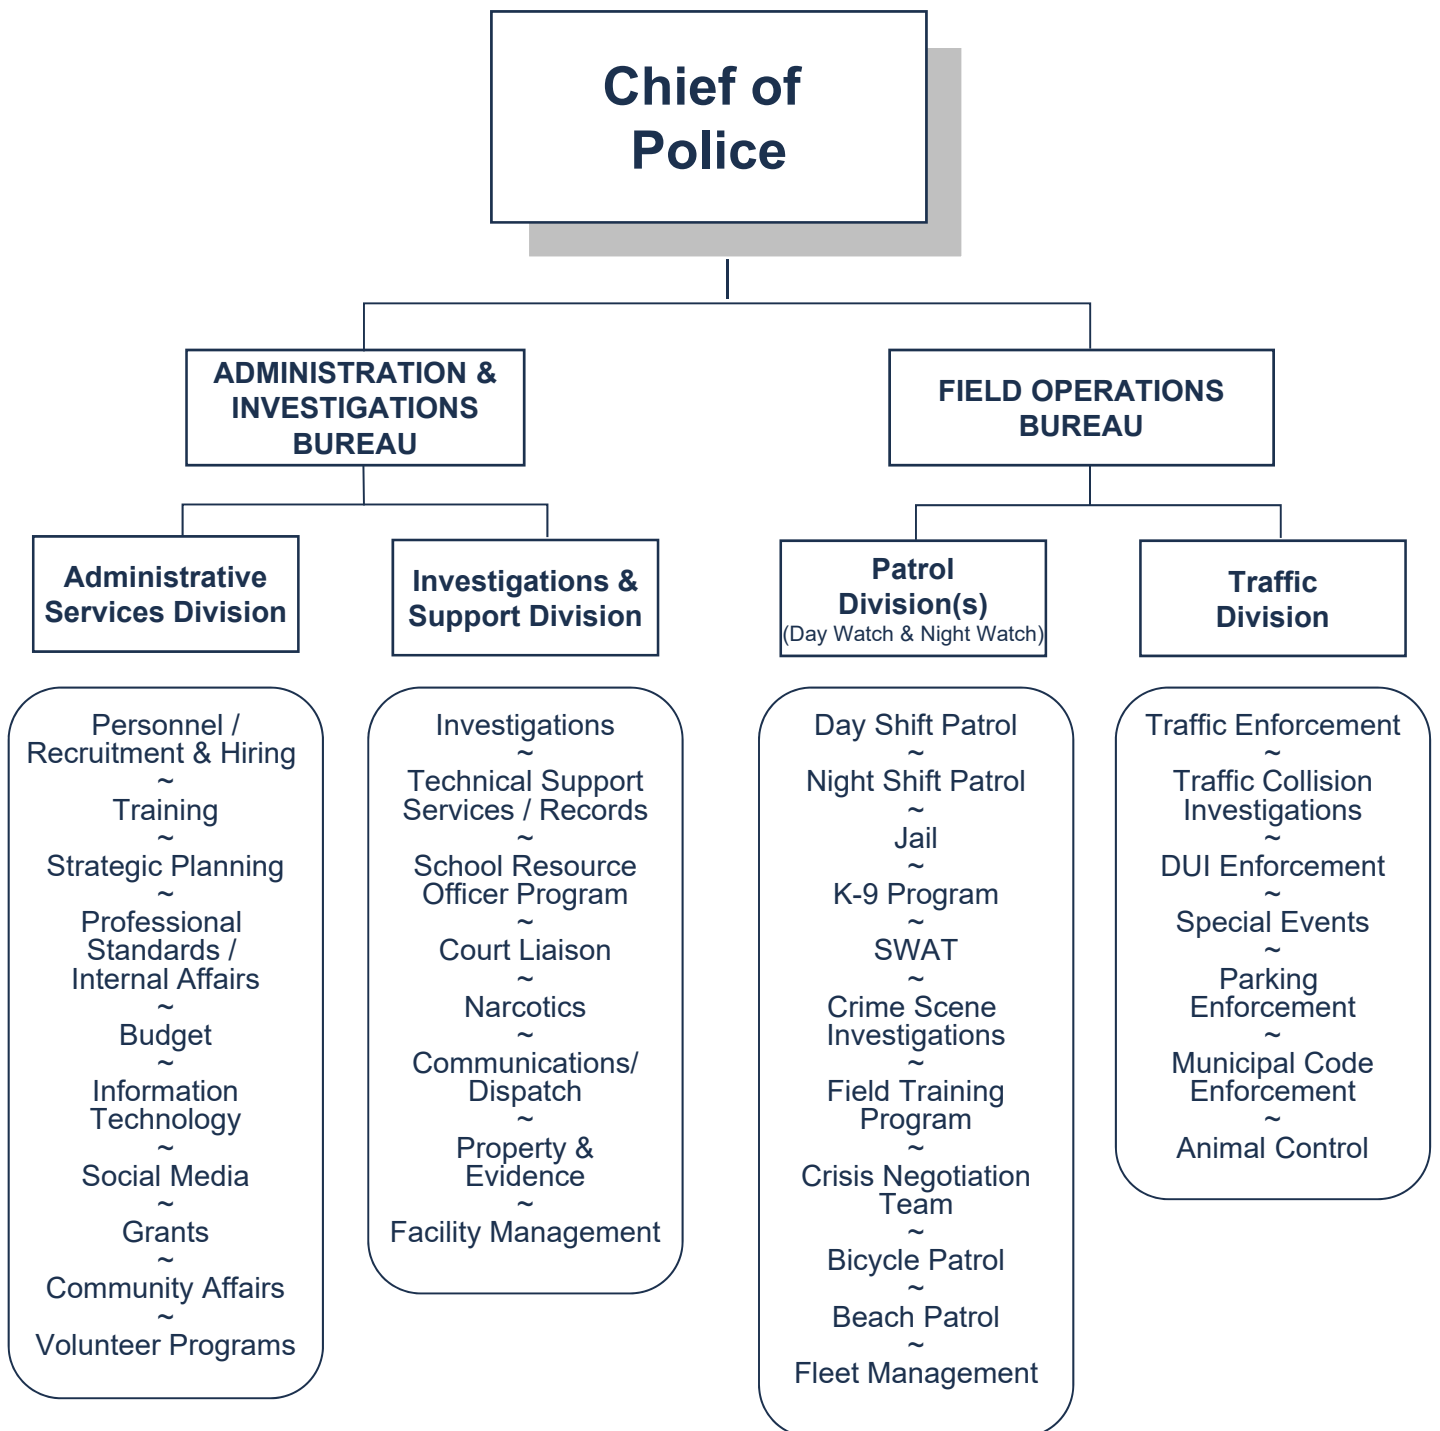 Chief of
Police
ADMINISTRATION &
INVESTIGATIONS
BUREAU
FIELD OPERATIONS
BUREAU
Administrative
Services Division
Investigations &
Support Division
Patrol
Division(s)
(Day Watch & Night Watch)
Traffic
Division
Personnel /
Recruitment & Hiring
~
Training
~
Strategic Planning
~
Professional
Standards /
Internal Affairs
~
Budget
~
Information
Technology
~
Social Media
~
Grants
~
Community Affairs
~
Volunteer Programs
Investigations
~
Technical Support
Services / Records
~
School Resource
Officer Program
~
Court Liaison
~
Narcotics
~
Communications/
Dispatch
~
Property &
Evidence
~
Facility Management
Day Shift Patrol
~
Night Shift Patrol
~
Jail
~
K-9 Program
~
SWAT
~
Crime Scene
Investigations
~
Field Training
Program
~
Crisis Negotiation
Team
~
Bicycle Patrol
~
Beach Patrol
~
Fleet Management
Traffic Enforcement
~
Traffic Collision
Investigations
~
DUI Enforcement
~
Special Events
~
Parking
Enforcement
~
Municipal Code
Enforcement
~
Animal Control